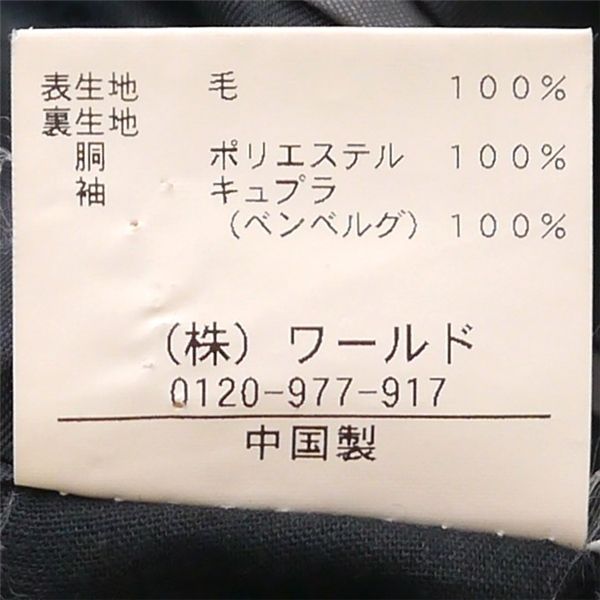 表生地 毛 １００％
裏生地
胴 ポリエステル １００％
袖 キュプラ
（ベンベルグ） １００％
（株）ワールド
0120-977-917
中国製